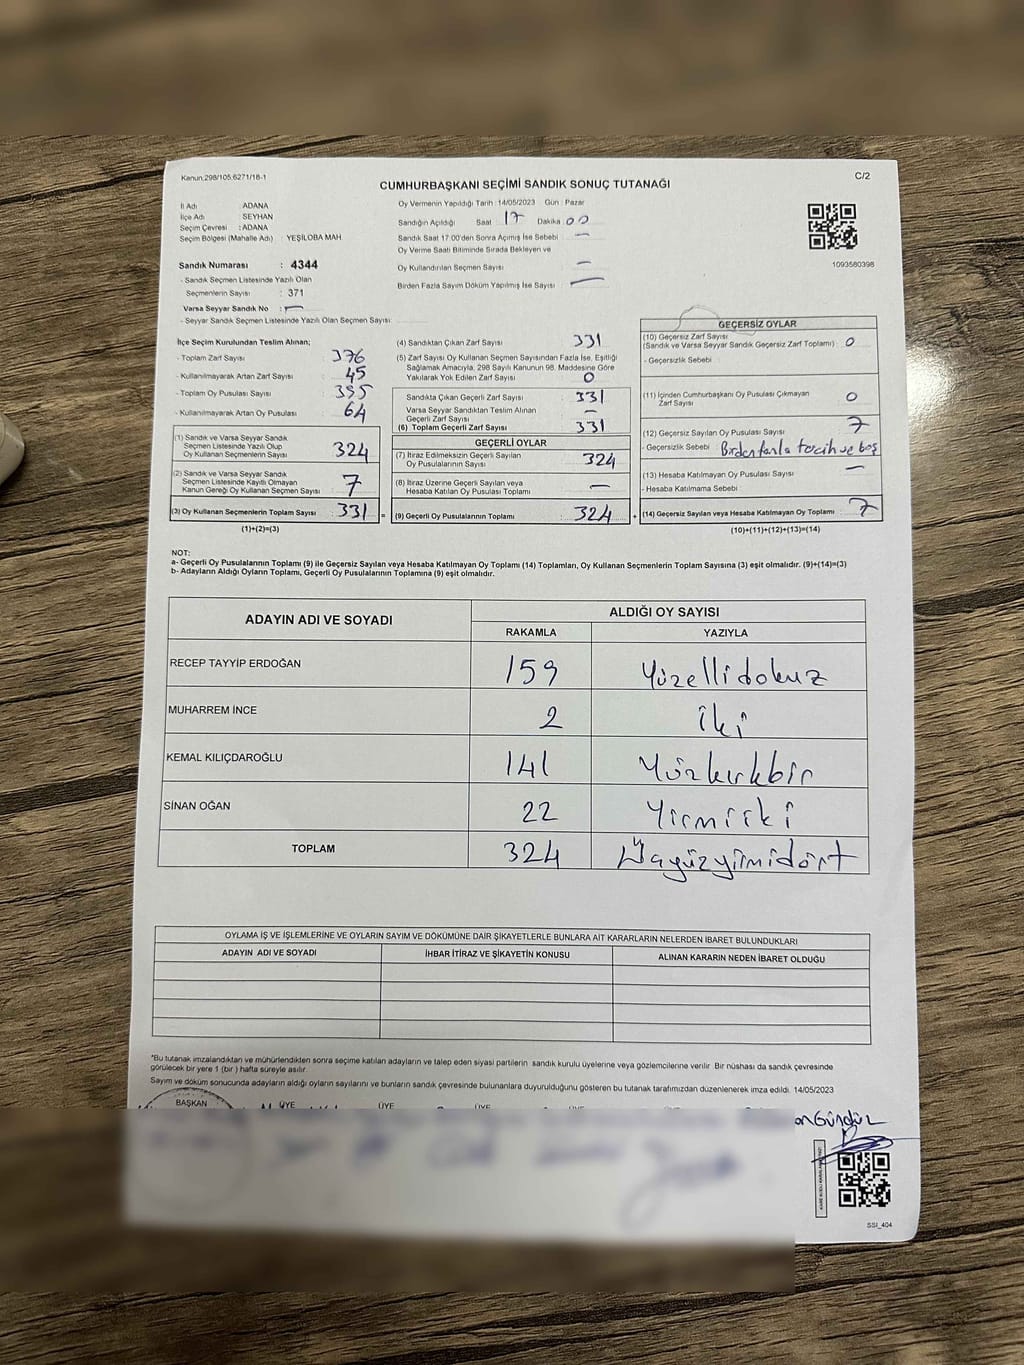 Kanun,298/105,6271/18-1
C/2
CUMHURBAŞKANI SEÇİMİ SANDIK SONUÇ TUTANAĞI
İl Adı : ADANA
İlçe Adı : SEYHAN
Seçim Çevresi : ADANA
Seçim Bölgesi (Mahalle Adı) : YEŞİLOBA MAH
Sandık Numarası : 4344
- Sandık Seçmen Listesinde Yazılı Olan
Seçmenlerin Sayısı : 371
Varsa Seyyar Sandık No : —
- Seyyar Sandık Seçmen Listesinde Yazılı Olan Seçmen Sayısı:
Oy Vermenin Yapıldığı Tarih : 14/05/2023 Gün : Pazar
Sandığın Açıldığı Saat 17 Dakika : 00
Sandık Saat 17.00'den Sonra Açımış İse Sebebi : —
Oy Verme Saati Bitiminde Sırada Bekleyen ve
Oy Kullandırılan Seçmen Sayısı : —
Birden Fazla Sayım Döküm Yapılmış İse Sayısı : —
1093580398
İlçe Seçim Kurulundan Teslim Alınan;
- Toplam Zarf Sayısı : 376
- Kullanılmayarak Artan Zarf Sayısı : 45
- Toplam Oy Pusulası Sayısı : 395
- Kullanılmayarak Artan Oy Pusulası : 64
(1) Sandık ve Varsa Seyyar Sandık
Seçmen Listesinde Yazılı Olup
Oy Kullanan Seçmenlerin Sayısı : 324
(2) Sandık ve Varsa Seyyar Sandık
Seçmen Listesinde Kayıtlı Olmayan
Kanun Gereği Oy Kullanan Seçmen Sayısı : 7
(3) Oy Kullanan Seçmenlerin Toplam Sayısı : 331 =
(1)+(2)=(3)
(4) Sandıktan Çıkan Zarf Sayısı : 331
(5) Zarf Sayısı Oy Kullanan Seçmen Sayısından Fazla İse, Eşitliği
Sağlamak Amacıyla, 298 Sayılı Kanunun 98. Maddesine Göre
Yakılarak Yok Edilen Zarf Sayısı : 0
Sandıkta Çıkan Geçerli Zarf Sayısı : 331
Varsa Seyyar Sandıktan Teslim Alınan
Geçerli Zarf Sayısı : —
(6) Toplam Geçerli Zarf Sayısı : 331
GEÇERLİ OYLAR
(7) İtiraz Edilmeksizin Geçerli Sayılan
Oy Pusulalarının Sayısı : 324
(8) İtiraz Üzerine Geçerli Sayılan veya
Hesaba Katılan Oy Pusulası Toplamı : —
(9) Geçerli Oy Pusulalarının Toplamı : 324 +
GEÇERSİZ OYLAR
(10) Geçersiz Zarf Sayısı
(Sandık ve Varsa Seyyar Sandık Geçersiz Zarf Toplamı) : 0
- Geçersizlik Sebebi :
(11) İçinden Cumhurbaşkanı Oy Pusulası Çıkmayan
Zarf Sayısı : 0
(12) Geçersiz Sayılan Oy Pusulası Sayısı : 7
- Geçersizlik Sebebi : Birden fazla tercih ve boş
(13) Hesaba Katılmayan Oy Pusulası Sayısı : —
- Hesaba Katılmama Sebebi :
(14) Geçersiz Sayılan veya Hesaba Katılmayan Oy Toplamı : 7
(10)+(11)+(12)+(13)=(14)
NOT:
a- Geçerli Oy Pusulalarının Toplamı (9) ile Geçersiz Sayılan veya Hesaba Katılmayan Oy Toplamı (14) Toplamları, Oy Kullanan Seçmenlerin Toplam Sayısına (3) eşit olmalıdır. (9)+(14)=(3)
b- Adayların Aldığı Oyların Toplamı, Geçerli Oy Pusulalarının Toplamına (9) eşit olmalıdır.
ADAYIN ADI VE SOYADI
ALDIĞI OY SAYISI
RAKAMLA YAZIYLA
RECEP TAYYİP ERDOĞAN 159 Yüzellidokuz
MUHARREM İNCE 2 İki
KEMAL KILIÇDAROĞLU 141 Yüzkırkbir
SİNAN OĞAN 22 Yirmiiki
TOPLAM 324 Üçyüzyirmidört
OYLAMA İŞ VE İŞLEMLERİNE VE OYLARIN SAYIM VE DÖKÜMÜNE DAİR ŞİKAYETLERLE BUNLARA AİT KARARLARIN NELERDEN İBARET BULUNDUKLARI
ADAYIN ADI VE SOYADI İHBAR İTİRAZ VE ŞİKAYETİN KONUSU ALINAN KARARIN NEDEN İBARET OLDUĞU
*Bu tutanak imzalandıktan ve mühürlendikten sonra seçime katılan adayların ve talep eden siyasi partilerin sandık kurulu üyelerine veya gözlemcilerine verilir. Bir nüshası da sandık çevresinde
görülecek bir yere 1 (bir ) hafta süreyle asılır.
Sayım ve döküm sonucunda adayların aldığı oyların sayılarını ve bunların sandık çevresinde bulunanlara duyurulduğunu gösteren bu tutanak tarafımızdan düzenlenerek imza edildi. 14/05/2023
BAŞKAN ÜYE ÜYE ÜYE
Gündüz
SSI_404